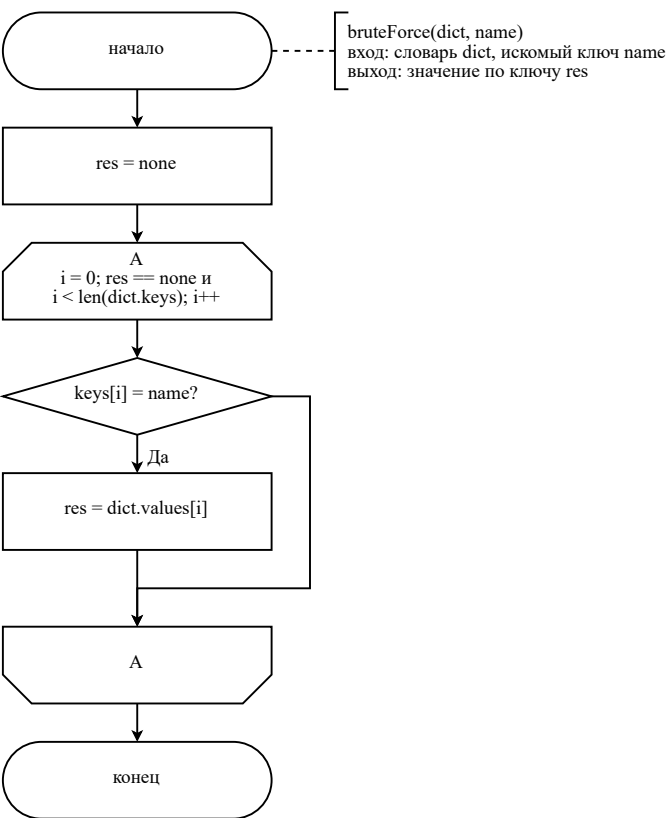 начало
bruteForce(dict, name)
вход: словарь dict, искомый ключ name
выход: значение по ключу res
res = none
A
i = 0; res == none и
i < len(dict.keys); i++
keys[i] = name?
Да
res = dict.values[i]
A
конец